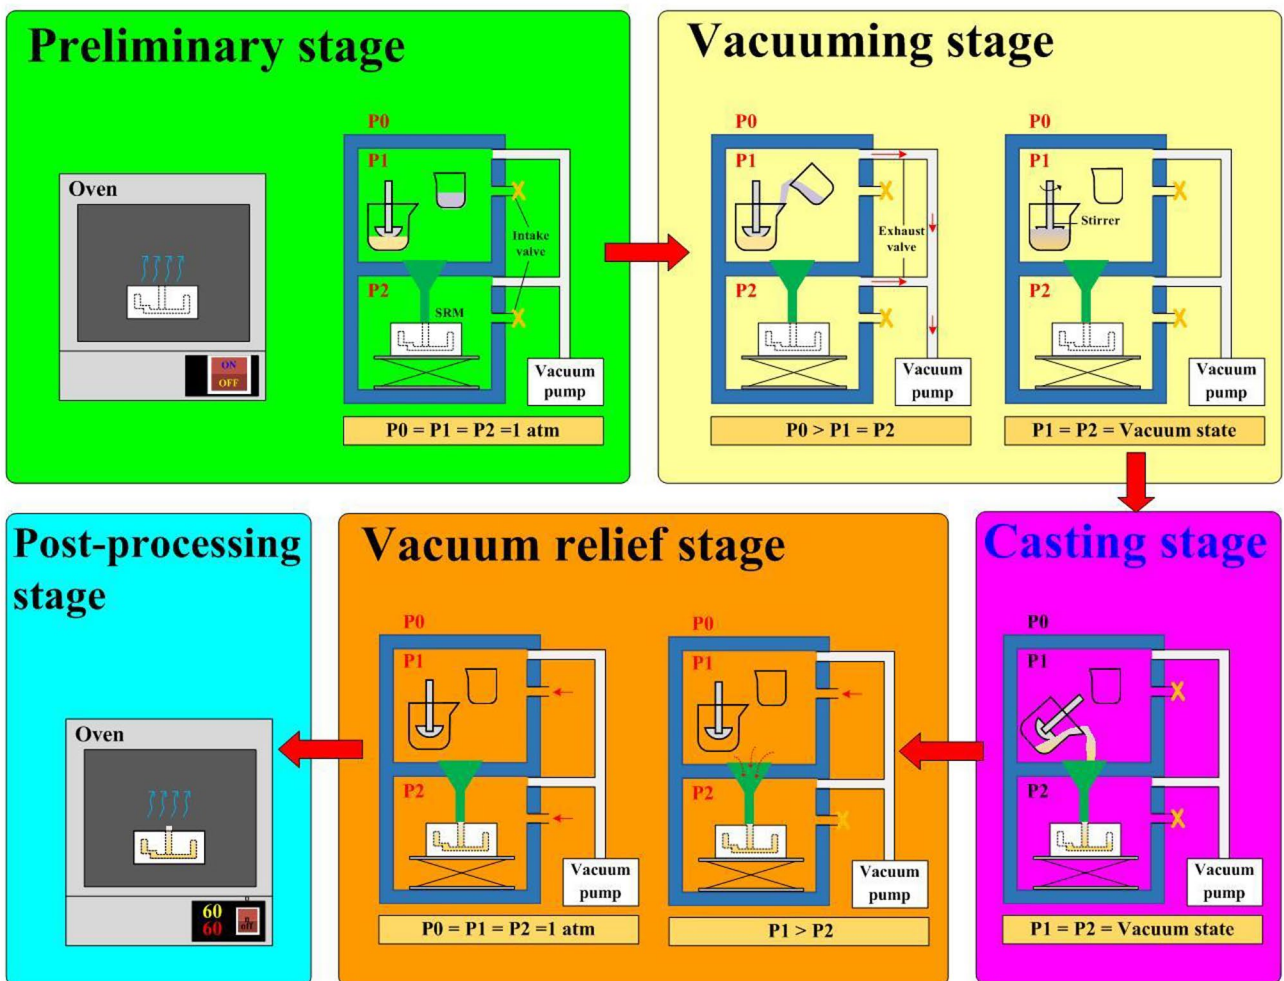 Preliminary stage
Oven
ON
OFF
P0
P1
Intake
valve
P2
SRM
Vacuum
pump
P0 = P1 = P2 =1 atm
Vacuuming stage
P0
P1
Exhaust
valve
P2
Vacuum
pump
P0 > P1 = P2
P0
P1
Stirrer
P2
Vacuum
pump
P1 = P2 = Vacuum state
Casting stage
P0
P1
P2
Vacuum
pump
P1 = P2 = Vacuum state
Vacuum relief stage
P0
P1
P2
Vacuum
pump
P1 > P2
P0
P1
P2
Vacuum
pump
P0 = P1 = P2 =1 atm
Post-processing
stage
Oven
60
60
off